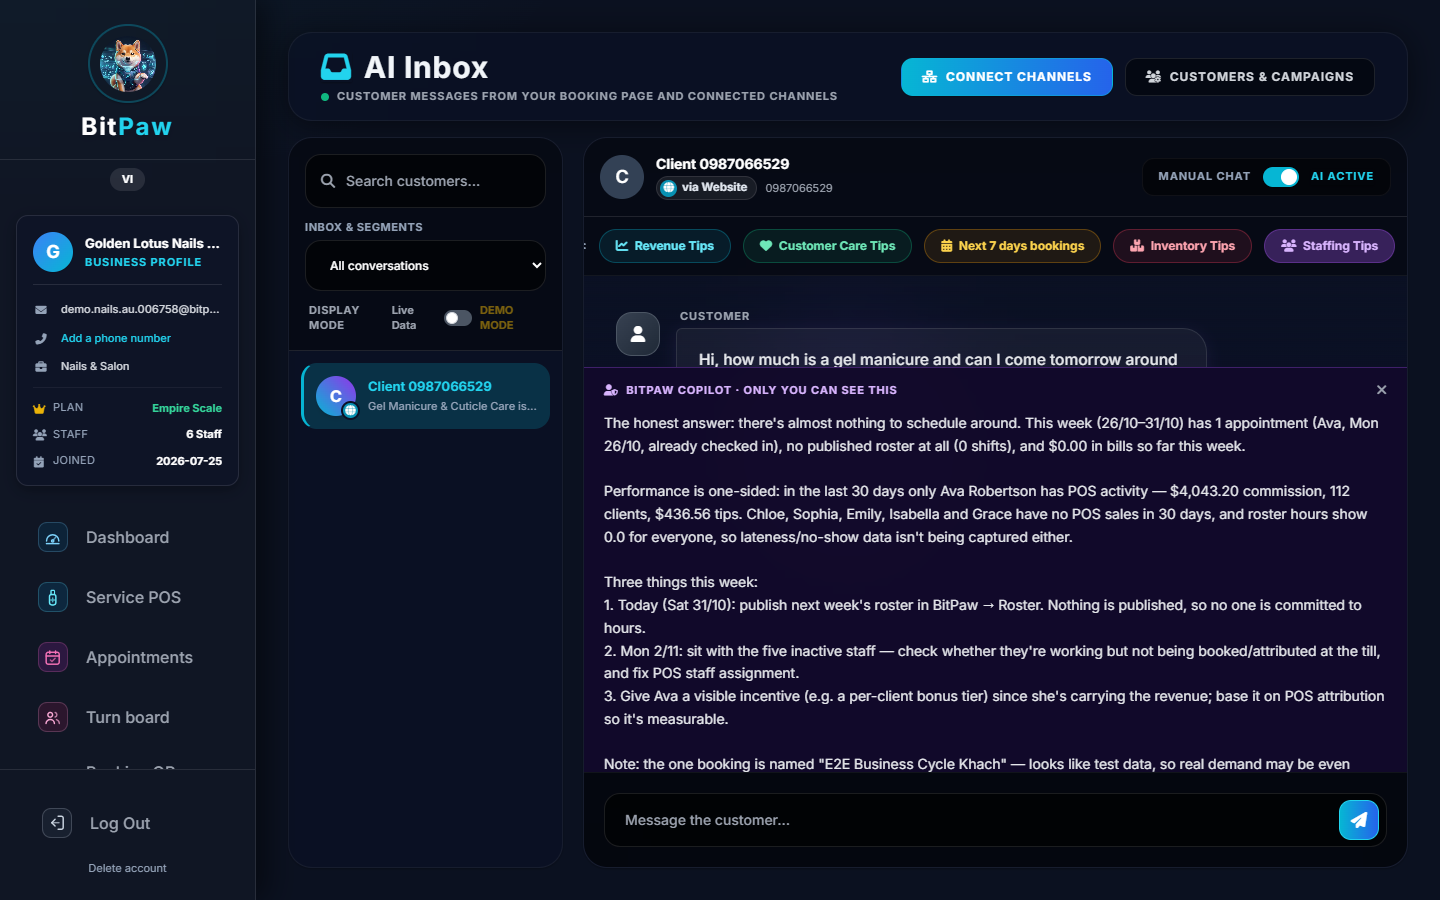 BitPaw
VI
G
Golden Lotus Nails ...
BUSINESS PROFILE
demo.nails.au.006758@bitp...
Add a phone number
Nails & Salon
PLAN
Empire Scale
STAFF
6 Staff
JOINED
2026-07-25
Dashboard
Service POS
Appointments
Turn board
Log Out
Delete account
AI Inbox
CUSTOMER MESSAGES FROM YOUR BOOKING PAGE AND CONNECTED CHANNELS
CONNECT CHANNELS
CUSTOMERS & CAMPAIGNS
Search customers...
INBOX & SEGMENTS
All conversations
DISPLAY
MODE
Live
Data
DEMO
MODE
C
Client 0987066529
Gel Manicure & Cuticle Care is...
C
Client 0987066529
via Website
0987066529
MANUAL CHAT
AI ACTIVE
:
Revenue Tips
Customer Care Tips
Next 7 days bookings
Inventory Tips
Staffing Tips
CUSTOMER
Hi, how much is a gel manicure and can I come tomorrow around
BITPAW COPILOT · ONLY YOU CAN SEE THIS
The honest answer: there's almost nothing to schedule around. This week (26/10–31/10) has 1 appointment (Ava, Mon
26/10, already checked in), no published roster at all (0 shifts), and $0.00 in bills so far this week.
Performance is one-sided: in the last 30 days only Ava Robertson has POS activity — $4,043.20 commission, 112
clients, $436.56 tips. Chloe, Sophia, Emily, Isabella and Grace have no POS sales in 30 days, and roster hours show
0.0 for everyone, so lateness/no-show data isn't being captured either.
Three things this week:
1. Today (Sat 31/10): publish next week's roster in BitPaw → Roster. Nothing is published, so no one is committed to
hours.
2. Mon 2/11: sit with the five inactive staff — check whether they're working but not being booked/attributed at the till,
and fix POS staff assignment.
3. Give Ava a visible incentive (e.g. a per-client bonus tier) since she's carrying the revenue; base it on POS attribution
so it's measurable.
Note: the one booking is named "E2E Business Cycle Khach" — looks like test data, so real demand may be even
Message the customer...